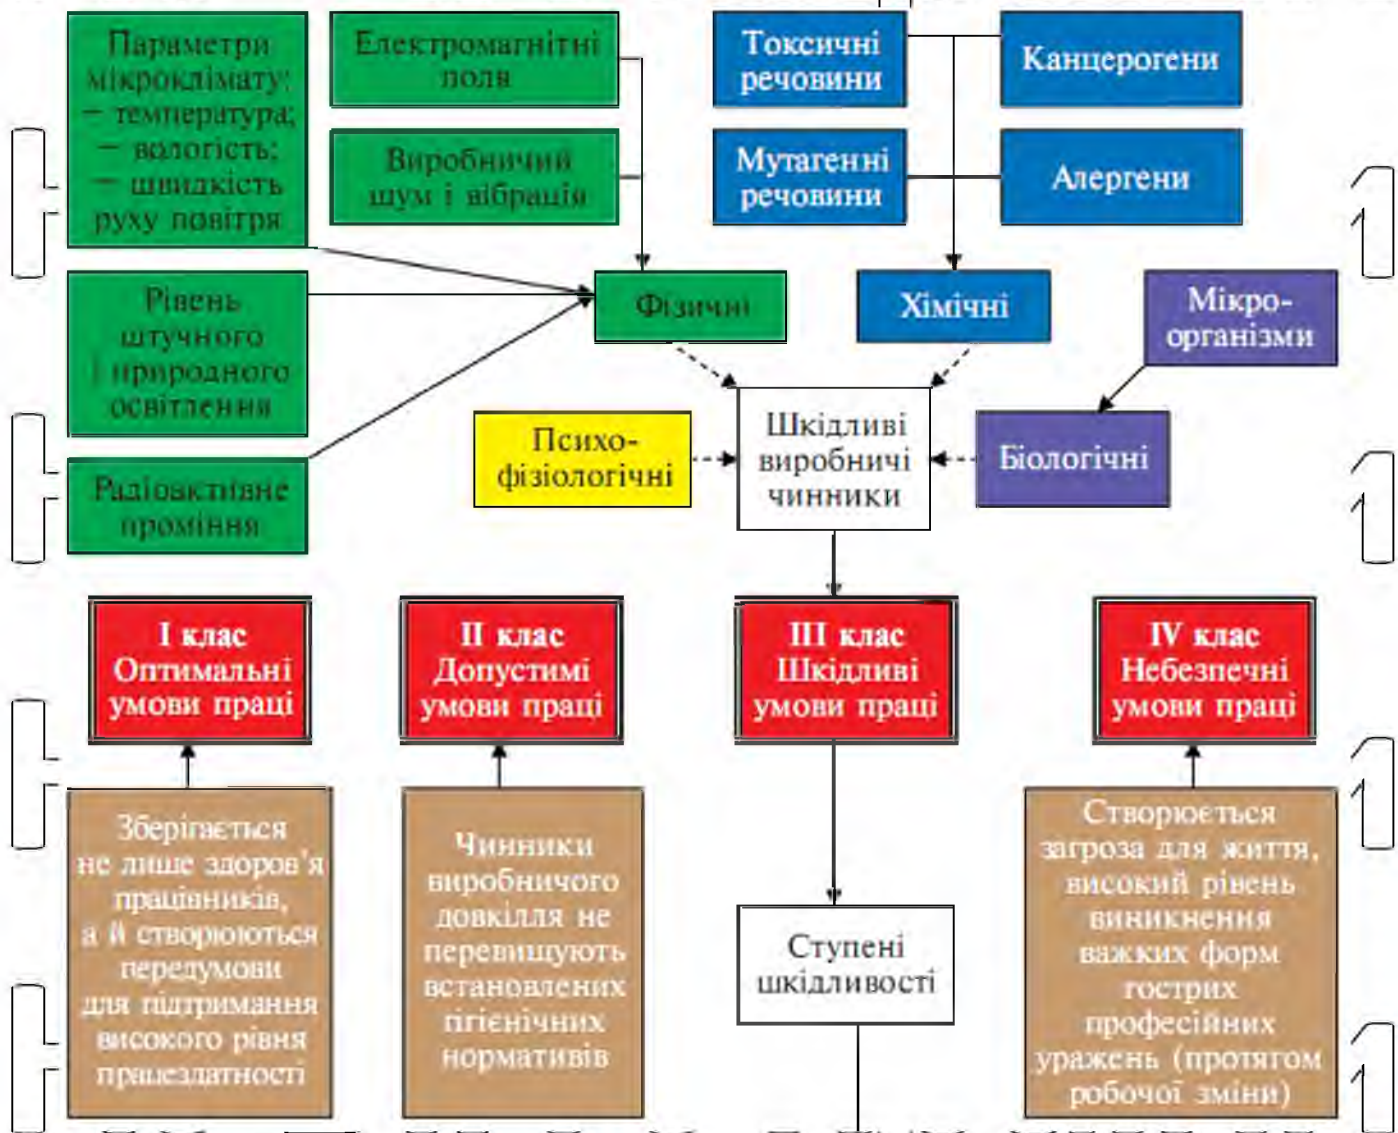 Параметри
мікроклімату:
− температура;
− вологість;
− швидкість
руху повітря
Електромагнітні
поля
Виробничий
шум і вібрація
Токсичні
речовини
Канцерогени
Мутагенні
речовини
Алергени
Рівень
штучного
і природного
освітлення
Фізичні
Хімічні
Мікро-
організми
Радіоактивне
проміння
Психо-
фізіологічні
Шкідливі
виробничі
чинники
Біологічні
I клас
Оптимальні
умови праці
II клас
Допустимі
умови праці
III клас
Шкідливі
умови праці
IV клас
Небезпечні
умови праці
Зберігається
не лише здоров’я
працівників,
а й створюються
передумови
для підтримання
високого рівня
працездатності
Чинники
виробничого
довкілля не
перевищують
встановлених
гігієнічних
нормативів
Ступені
шкідливості
Створюється
загроза для життя,
високий рівень
виникнення
важких форм
гострих
професійних
уражень (протягом
робочої зміни)